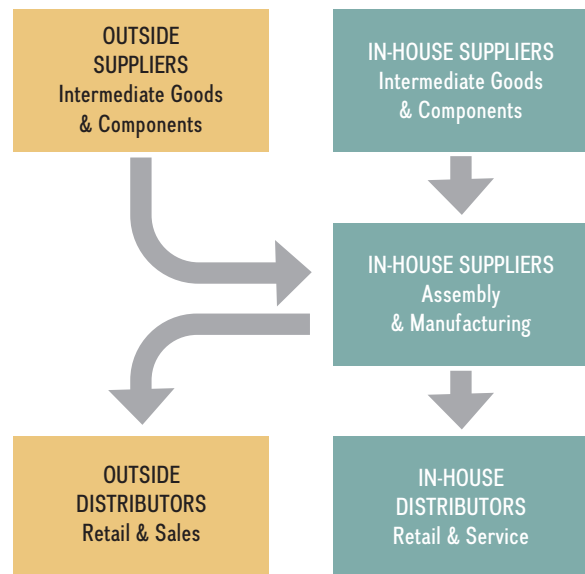 OUTSIDE
SUPPLIERS
Intermediate Goods
& Components
IN-HOUSE SUPPLIERS
Intermediate Goods
& Components
IN-HOUSE SUPPLIERS
Assembly
& Manufacturing
OUTSIDE
DISTRIBUTORS
Retail & Sales
IN-HOUSE
DISTRIBUTORS
Retail & Service